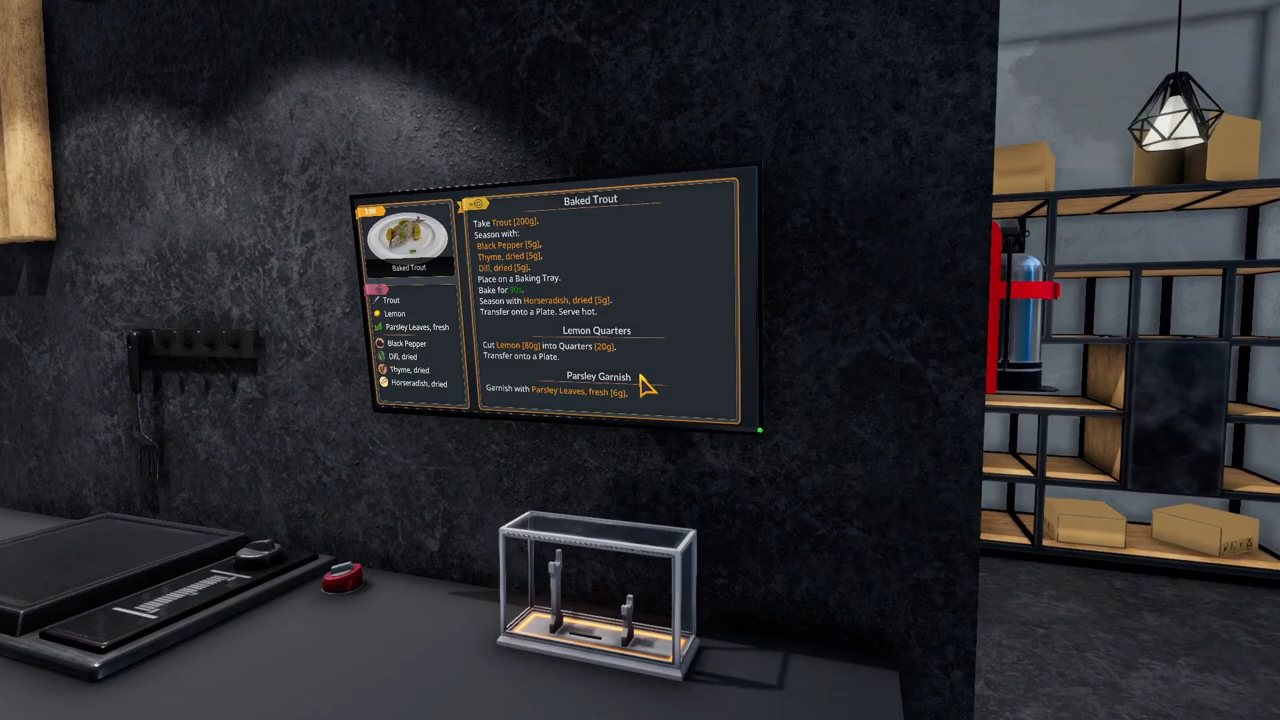 3:09
Baked Trout
Trout
Lemon
Parsley Leaves, fresh
Black Pepper
Dill, dried
Thyme, dried
Horseradish, dried
Baked Trout
Take Trout [200g].
Season with:
Black Pepper [5g],
Thyme, dried [5g],
Dill, dried [5g].
Place on a Baking Tray.
Bake for 90s.
Season with Horseradish, dried [5g].
Transfer onto a Plate. Serve hot.
Lemon Quarters
Cut Lemon [80g] into Quarters [20g].
Transfer onto a Plate.
Parsley Garnish
Garnish with Parsley Leaves, fresh [6g].